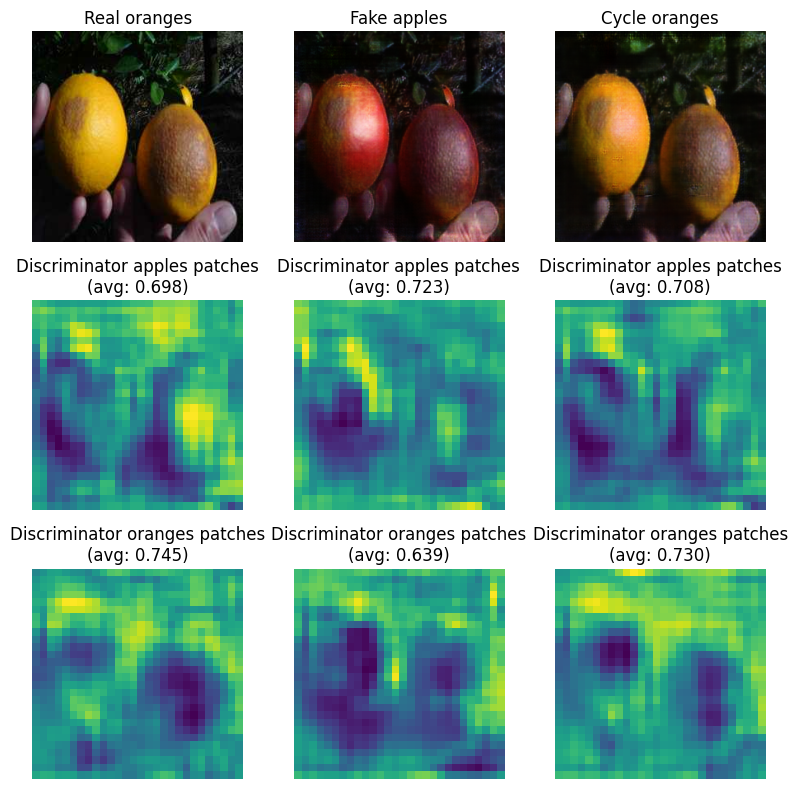 Real oranges
Fake apples
Cycle oranges
Discriminator apples patches
(avg: 0.698)
Discriminator apples patches
(avg: 0.723)
Discriminator apples patches
(avg: 0.708)
Discriminator oranges patches
(avg: 0.745)
Discriminator oranges patches
(avg: 0.639)
Discriminator oranges patches
(avg: 0.730)